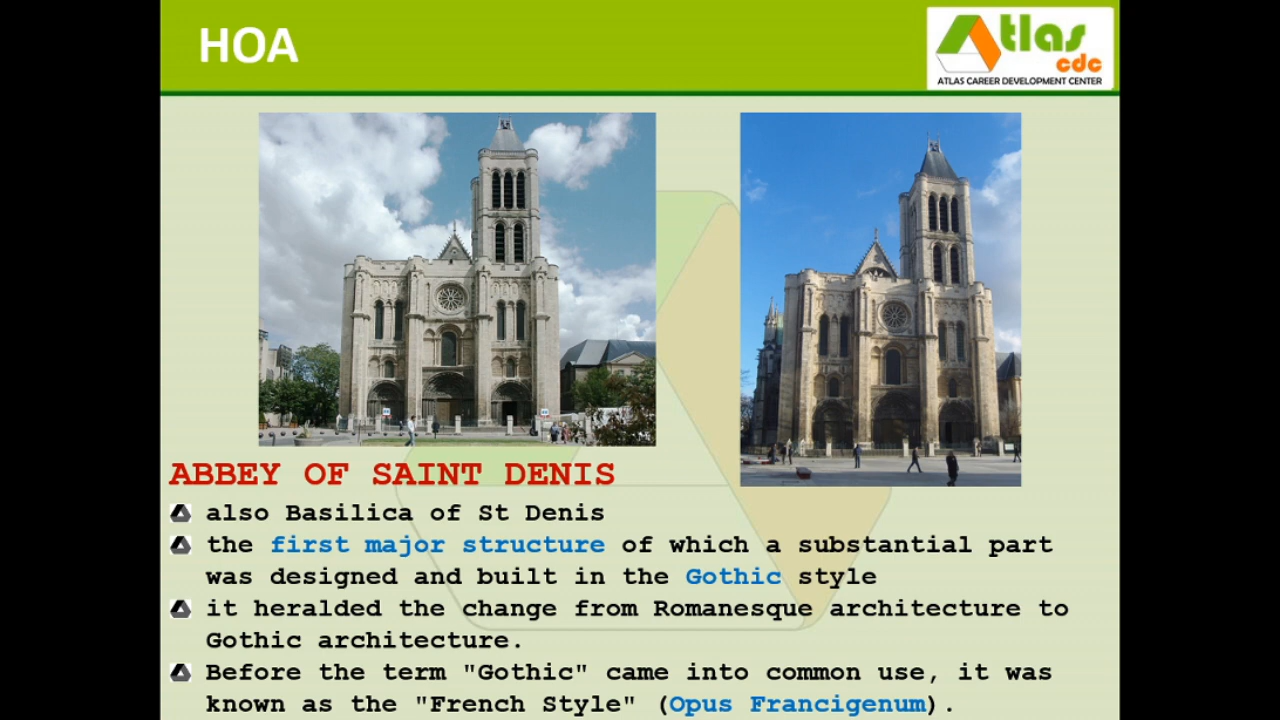 HOA
Atlas
cdc
ATLAS CAREER DEVELOPMENT CENTER
ABBEY OF SAINT DENIS
also Basilica of St Denis
the first major structure of which a substantial part
was designed and built in the Gothic style
it heralded the change from Romanesque architecture to
Gothic architecture.
Before the term "Gothic" came into common use, it was
known as the "French Style" (Opus Francigenum).